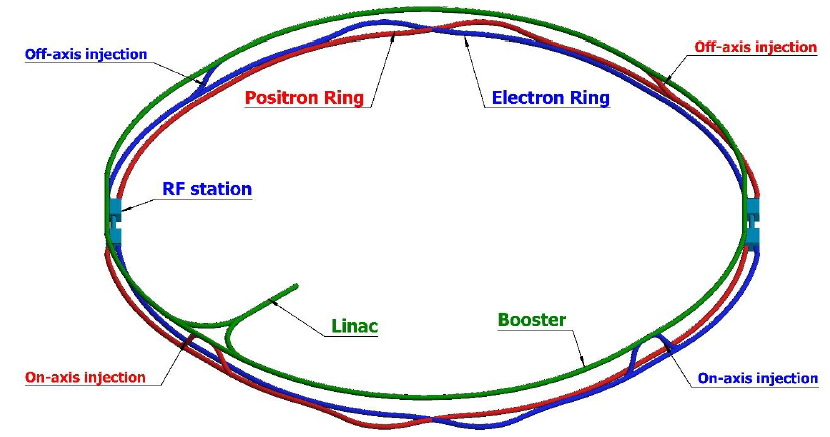 Off-axis injection
Off-axis injection
Positron Ring
Electron Ring
RF station
Linac
Booster
On-axis injection
On-axis injection